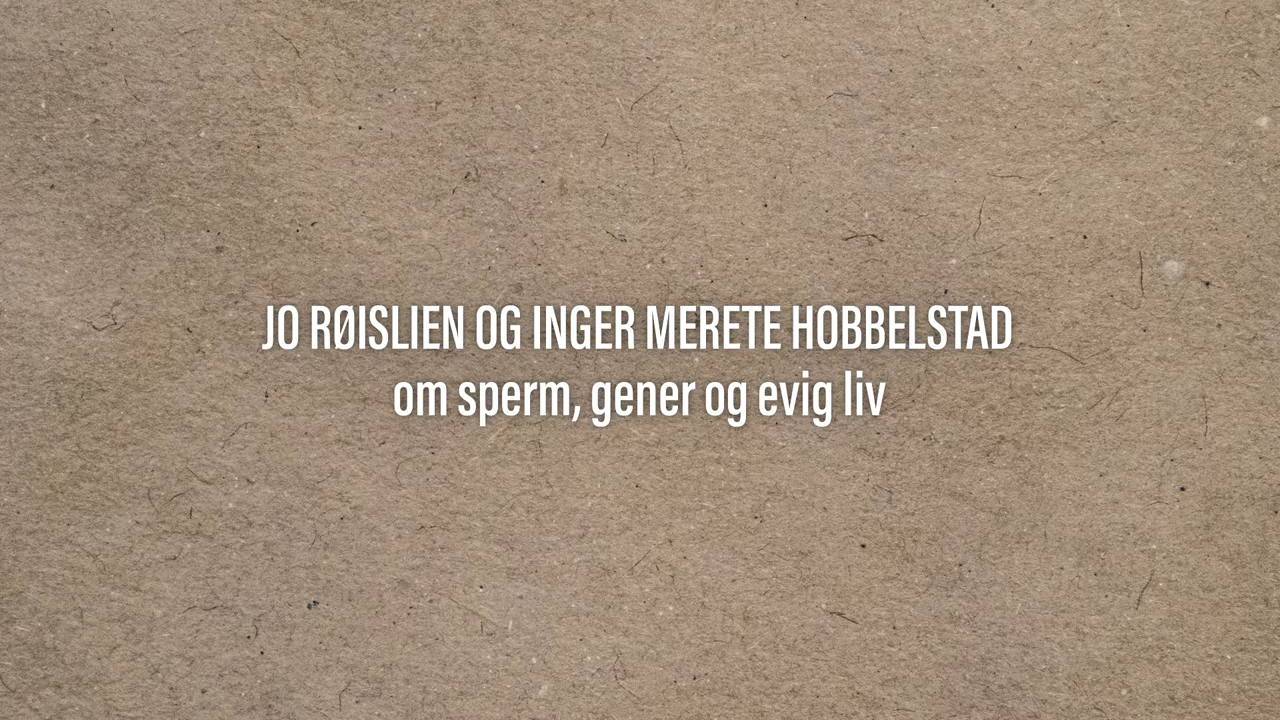 JO RØISLIEN OG INGER MERETE HOBBELSTAD
om sperm, gener og evig liv